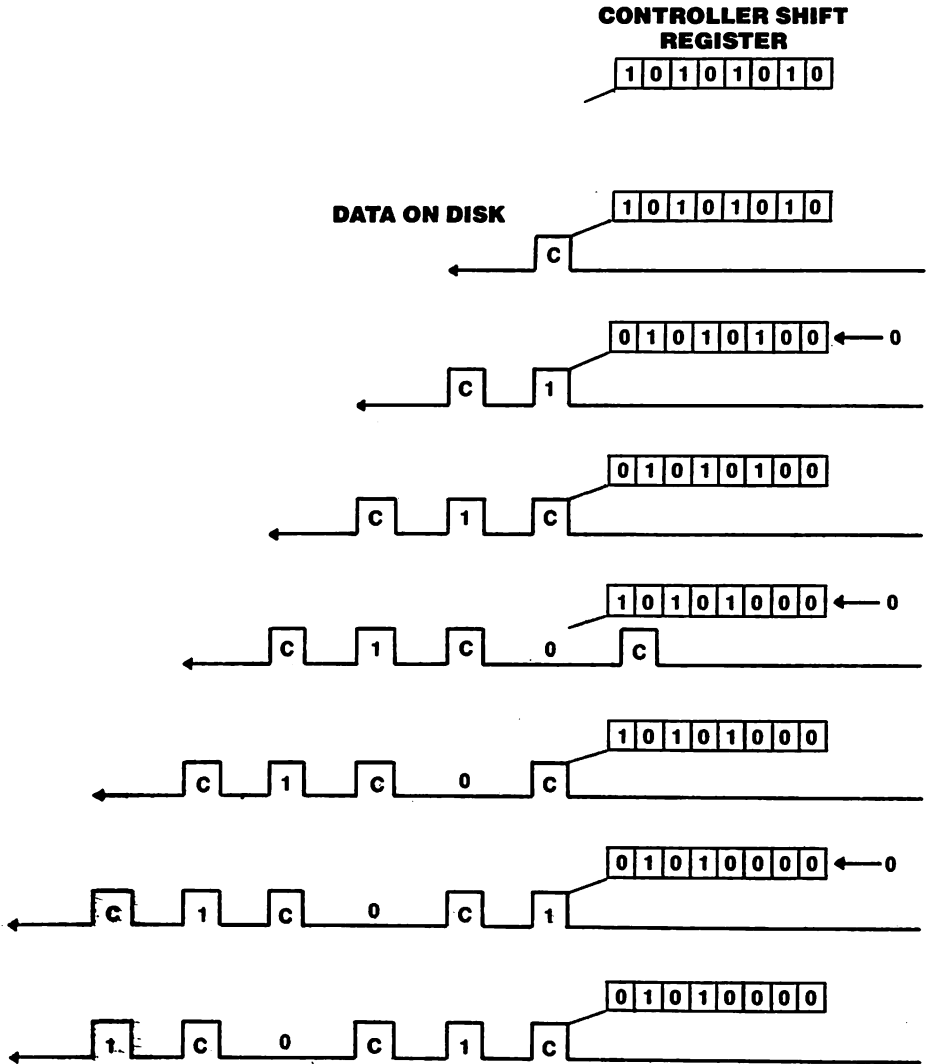 CONTROLLER SHIFT
REGISTER
1 0 1 0 1 0 1 0
1 0 1 0 1 0 1 0
DATA ON DISK
C
0 1 0 1 0 1 0 0 0
C 1
0 1 0 1 0 1 0 0
C 1 C
1 0 1 0 1 0 0 0 0
C 1 C 0 C
1 0 1 0 1 0 0 0
C 1 C 0 C
0 1 0 1 0 0 0 0 0
C 1 C 0 C 1
0 1 0 1 0 0 0 0
1 C 0 C 1 C